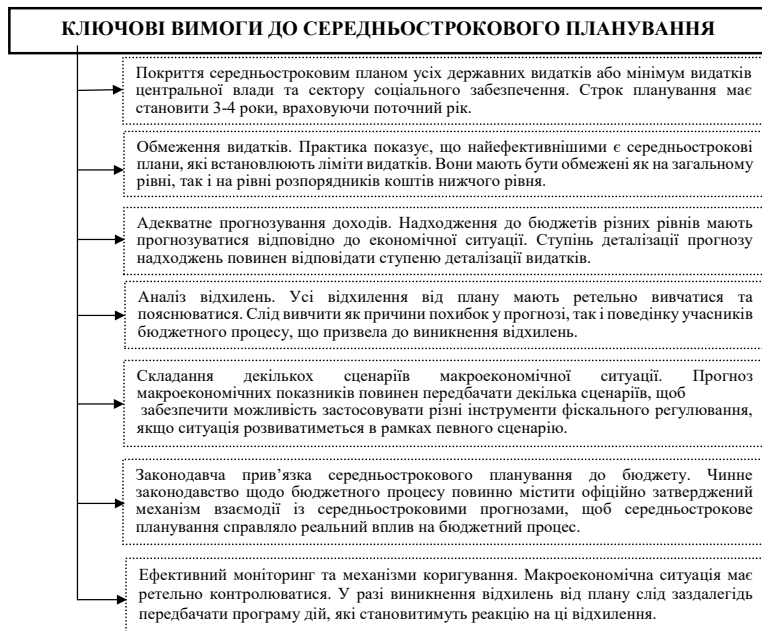 КЛЮЧОВІ ВИМОГИ ДО СЕРЕДНЬОСТРОКОВОГО ПЛАНУВАННЯ
Покриття середньостроковим планом усіх державних видатків або мінімум видатків
центральної влади та сектору соціального забезпечення. Строк планування має
становити 3-4 роки, враховуючи поточний рік.
Обмеження видатків. Практика показує, що найефективнішими є середньострокові
плани, які встановлюють ліміти видатків. Вони мають бути обмежені як на загальному
рівні, так і на рівні розпорядників коштів нижчого рівня.
Адекватне прогнозування доходів. Надходження до бюджетів різних рівнів мають
прогнозуватися відповідно до економічної ситуації. Ступінь деталізації прогнозу
надходжень повинен відповідати ступеню деталізації видатків.
Аналіз відхилень. Усі відхилення від плану мають ретельно вивчатися та
пояснюватися. Слід вивчити як причини похибок у прогнозі, так і поведінку учасників
бюджетного процесу, що призвела до виникнення відхилень.
Складання декількох сценаріїв макроекономічної ситуації. Прогноз
макроекономічних показників повинен передбачати декілька сценаріїв, щоб
забезпечити можливість застосовувати різні інструменти фіскального регулювання,
якщо ситуація розвиватиметься в рамках певного сценарію.
Законодавча прив'язка середньострокового планування до бюджету. Чинне
законодавство щодо бюджетного процесу повинно містити офіційно затверджений
механізм взаємодії із середньостроковими прогнозами, щоб середньострокове
планування справляло реальний вплив на бюджетний процес.
Ефективний моніторинг та механізми коригування. Макроекономічна ситуація має
ретельно контролюватися. У разі виникнення відхилень від плану слід заздалегідь
передбачати програму дій, які становитимуть реакцію на ці відхилення.